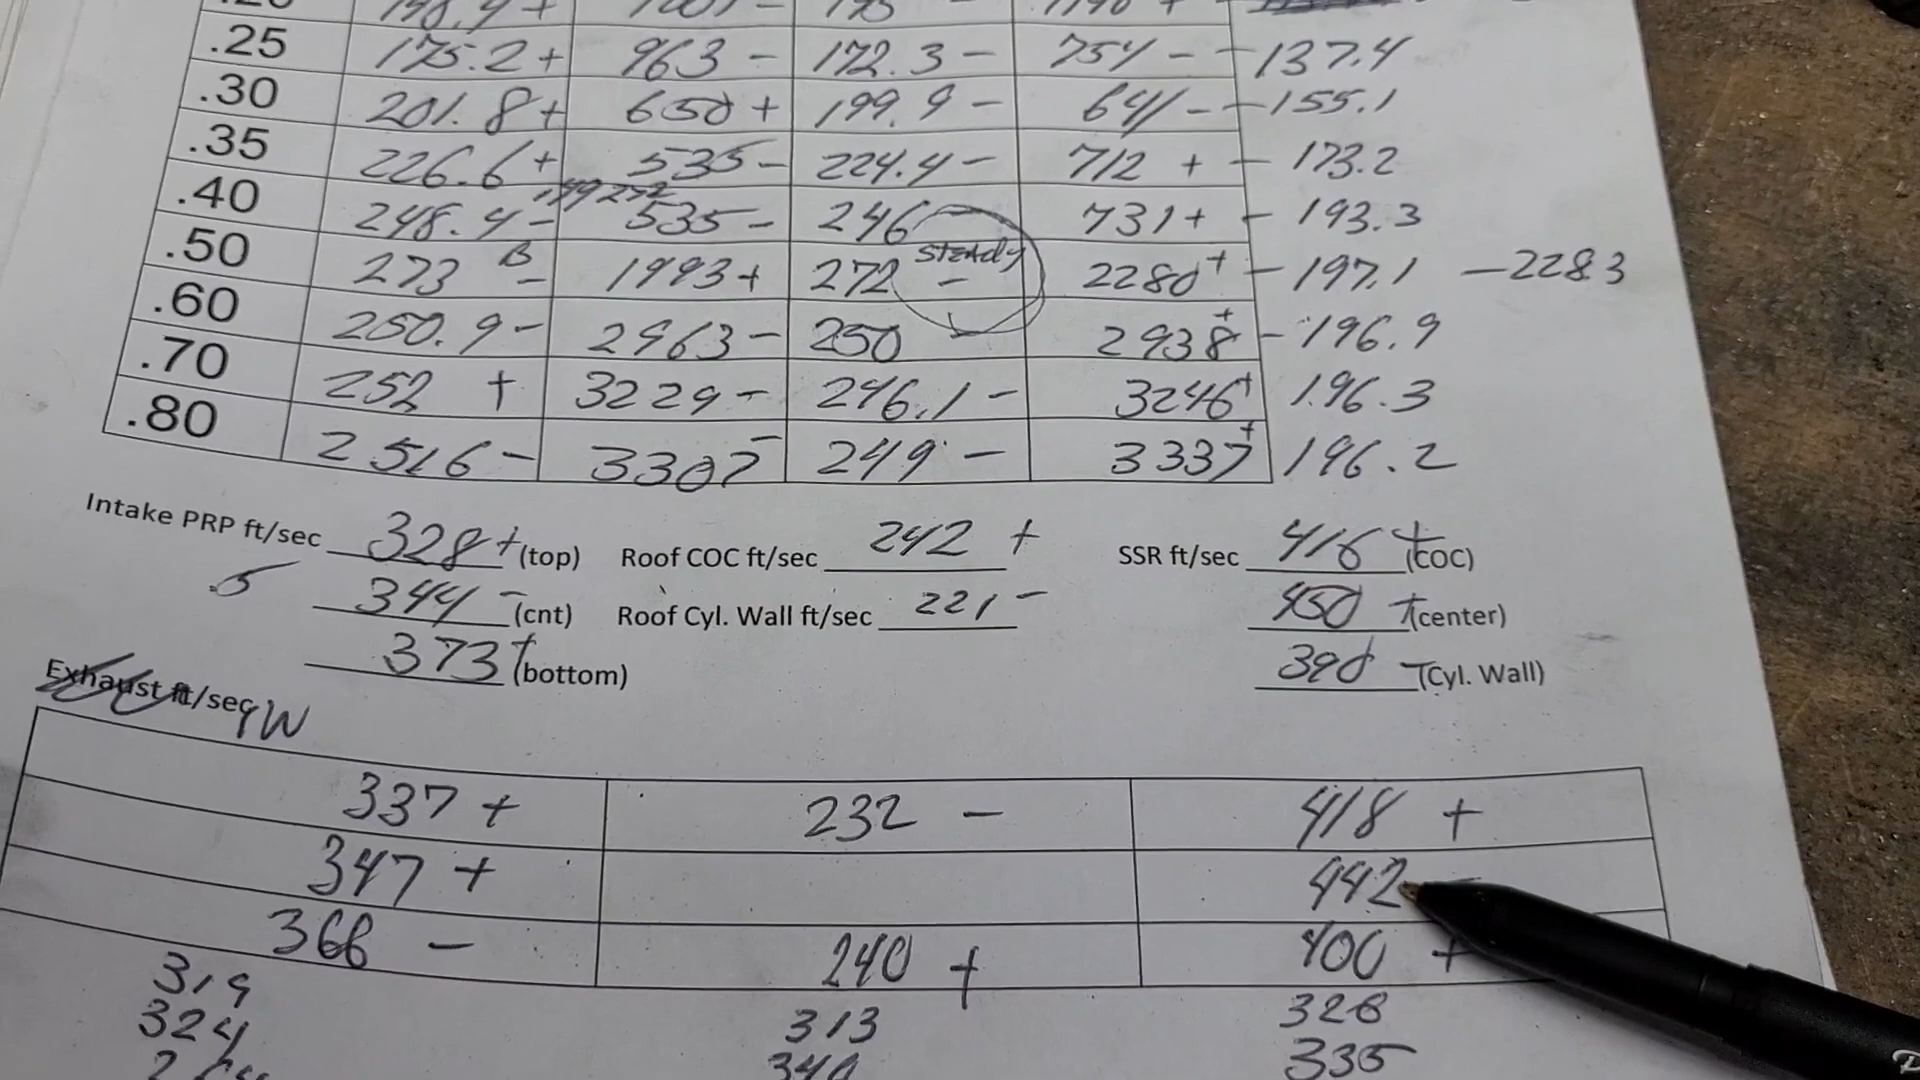 .25 175.2 + 963 - 172.3 - 754 - - 137.4
.30 201.8 + 650 + 199.9 - 641 - - 155.1
.35 226.6 + 535 - 224.4 - 712 + - 173.2
.40 248.4 - 535 - 246 - 731 + - 193.3
.50 273 B - 1993 + 272 - steady 2280 + - 197.1 - 2283
.60 250.9 - 2963 - 250 - 2938 + - 196.9
.70 252 + 3229 - 246.1 - 3246 + 196.3
.80 251.6 - 3307 - 249 - 3337 + 196.2
Intake PRP ft/sec 328 + (top) Roof COC ft/sec 242 + SSR ft/sec 416 + (COC)
.5 344 - (cnt) Roof Cyl. Wall ft/sec 221 - 450 + (center)
373 + (bottom) 390 - (Cyl. Wall)
Exhaust ft/sec QW
337 + 232 - 418 +
347 + 442 -
366 - 240 + 400 +
319 313 326
324 340 335